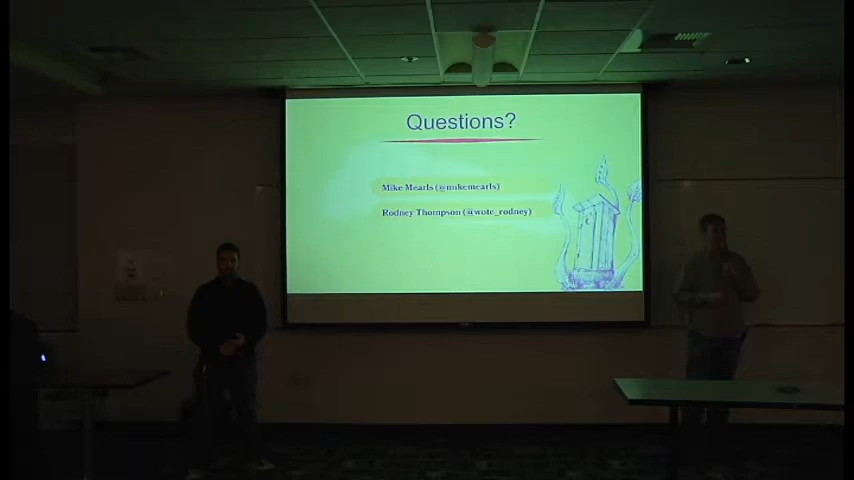 Questions?
Mike Mearls (@mikemearls)
Rodney Thompson (@wotc_rodney)